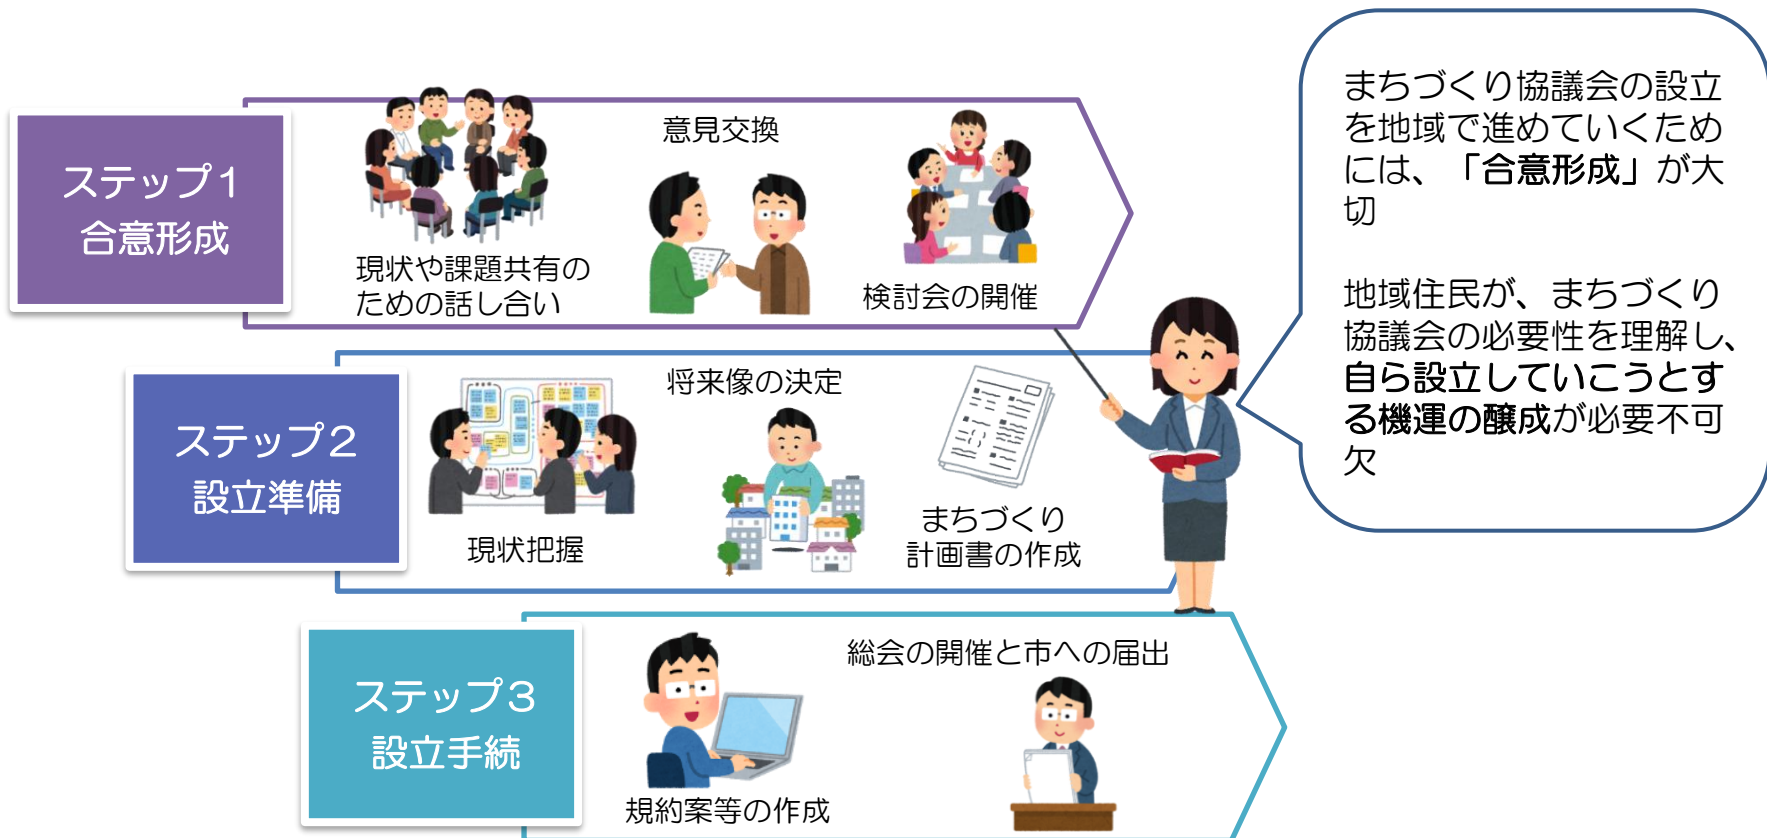 ステップ1
合意形成
現状や課題共有の
ための話し合い
意見交換
検討会の開催
ステップ2
設立準備
現状把握
将来像の決定
まちづくり
計画書の作成
ステップ3
設立手続
規約案等の作成
総会の開催と市への届出
まちづくり協議会の設立
を地域で進めていくため
には、「合意形成」が大
切
地域住民が、まちづくり
協議会の必要性を理解し、
自ら設立していこうとす
る機運の醸成が必要不可
欠